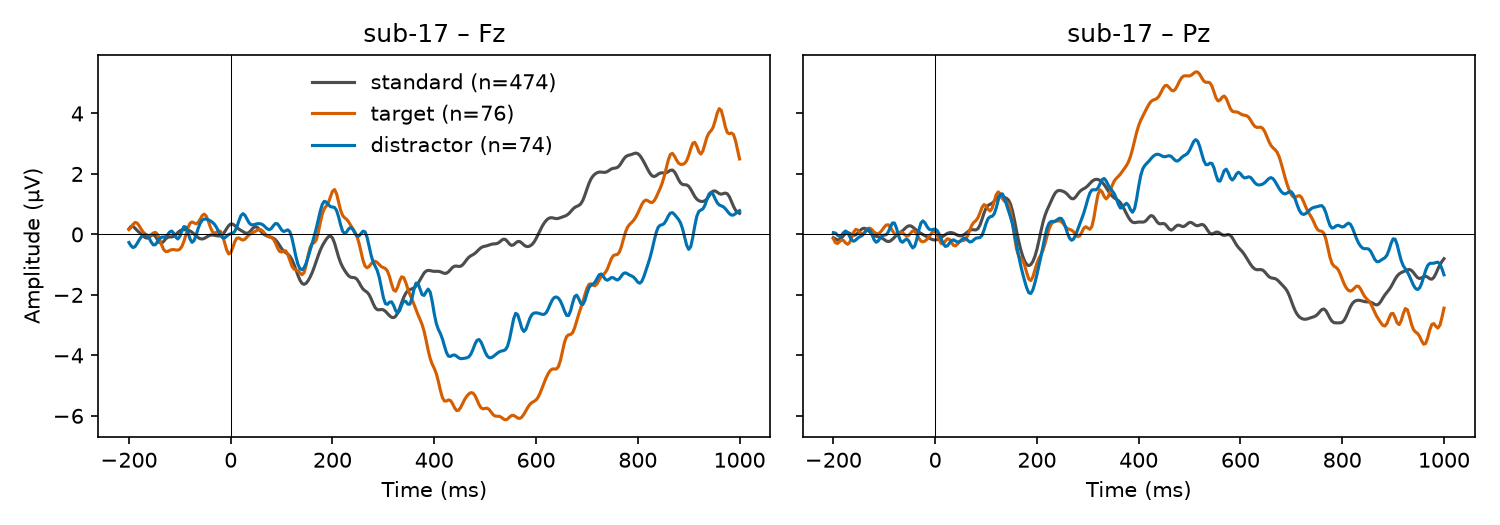 sub-17 – Fz
sub-17 – Pz
standard (n=474)
target (n=76)
distractor (n=74)
Amplitude (µV)
4
2
0
−2
−4
−6
−200 0 200 400 600 800 1000
−200 0 200 400 600 800 1000
Time (ms)
Time (ms)